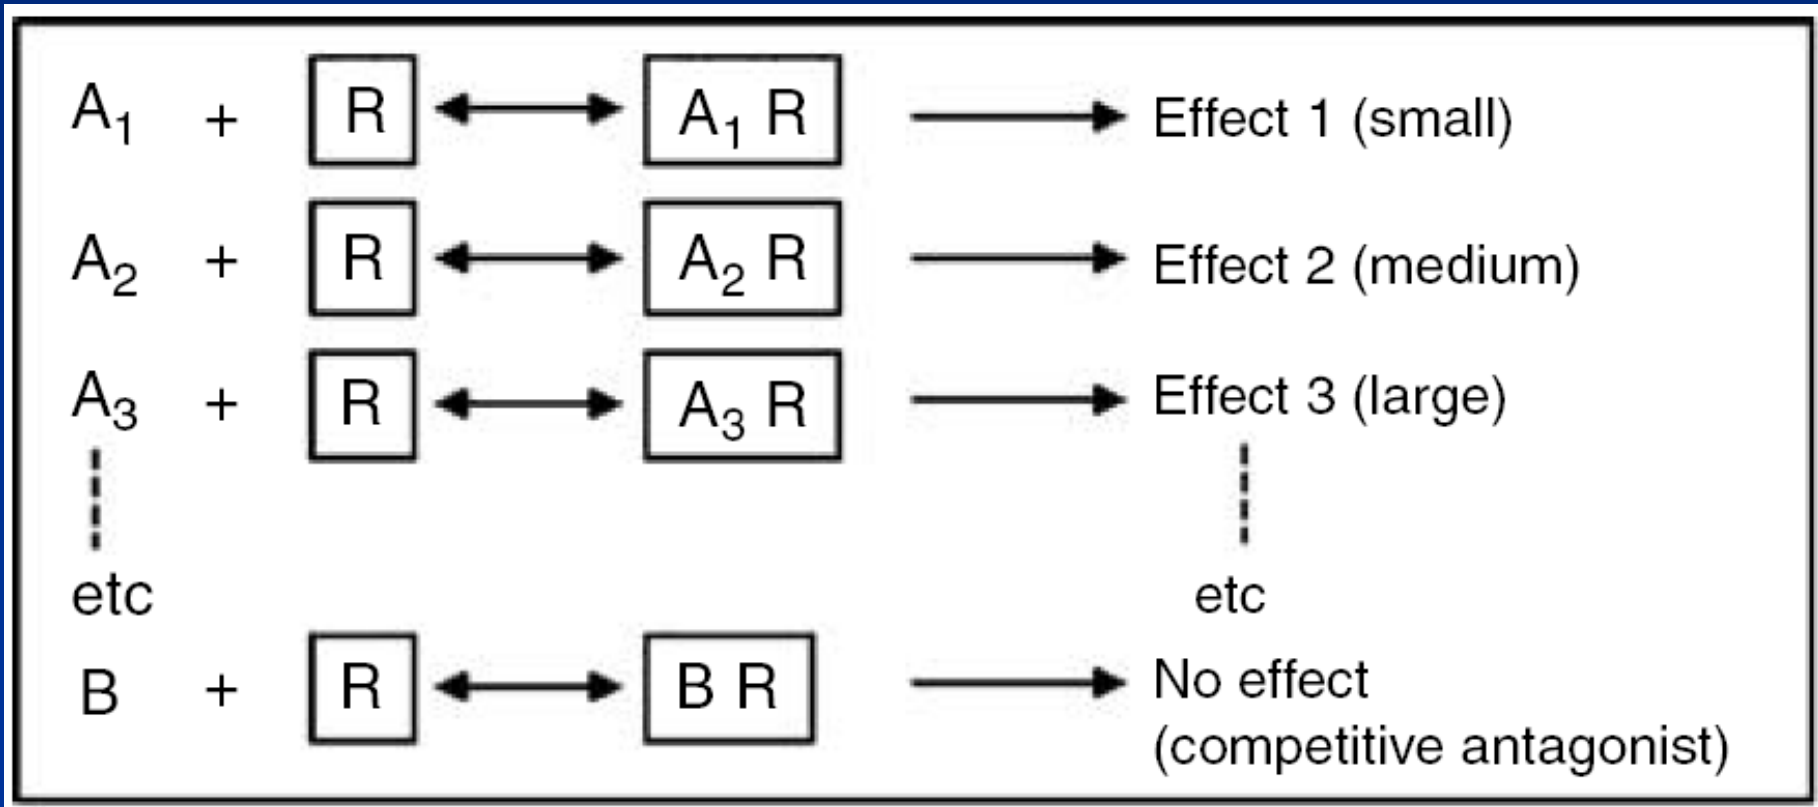 A₁ + R A₁ R Effect 1 (small)
A₂ + R A₂ R Effect 2 (medium)
A₃ + R A₃ R Effect 3 (large)
etc etc
B + R B R No effect
(competitive antagonist)